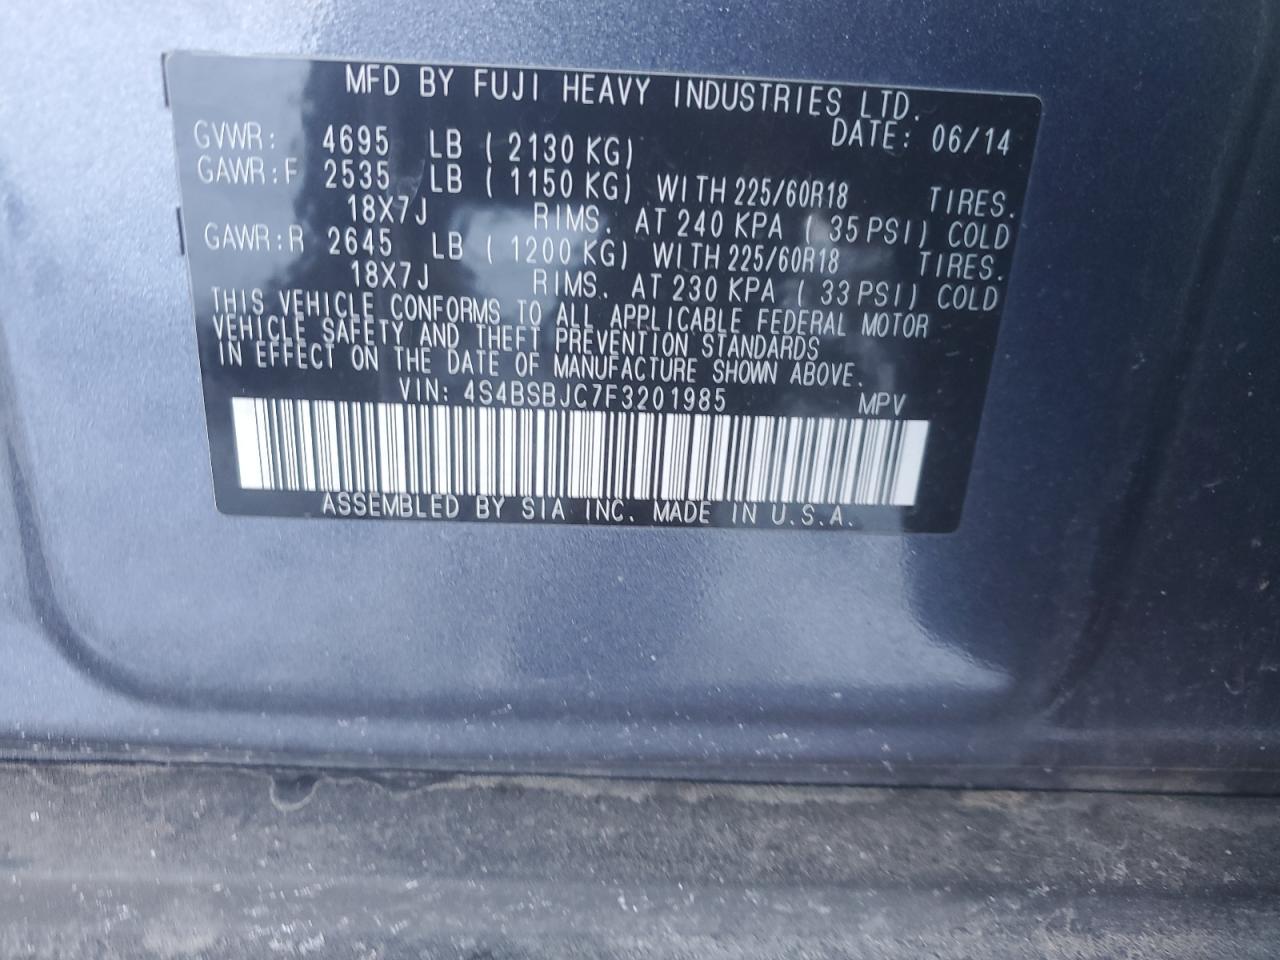 MFD BY FUJI HEAVY INDUSTRIES LTD.
DATE: 06/14
GVWR: 4695 LB ( 2130 KG)
GAWR:F 2535 LB ( 1150 KG) WITH 225/60R18 TIRES.
18X7J RIMS. AT 240 KPA ( 35 PSI) COLD
GAWR:R 2645 LB ( 1200 KG) WITH 225/60R18 TIRES.
18X7J RIMS. AT 230 KPA ( 33 PSI) COLD
THIS VEHICLE CONFORMS TO ALL APPLICABLE FEDERAL MOTOR
VEHICLE SAFETY AND THEFT PREVENTION STANDARDS
IN EFFECT ON THE DATE OF MANUFACTURE SHOWN ABOVE.
VIN: 4S4BSBJC7F3201985 MPV
ASSEMBLED BY SIA INC. MADE IN U.S.A.